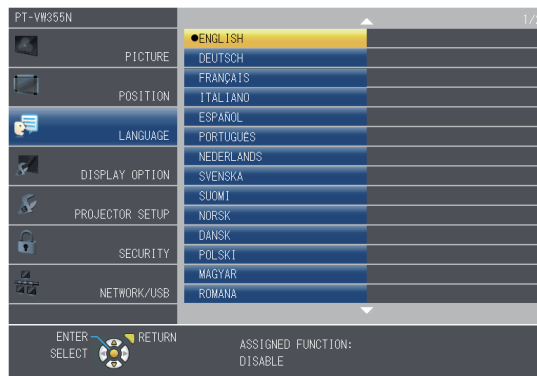 PT-VW355N
1/2
PICTURE
POSITION
LANGUAGE
DISPLAY OPTION
PROJECTOR SETUP
SECURITY
NETWORK/USB
●ENGLISH
DEUTSCH
FRANÇAIS
ITALIANO
ESPAÑOL
PORTUGUÊS
NEDERLANDS
SVENSKA
SUOMI
NORSK
DANSK
POLSKI
MAGYAR
ROMANA
ENTER
SELECT
RETURN
ASSIGNED FUNCTION:
DISABLE